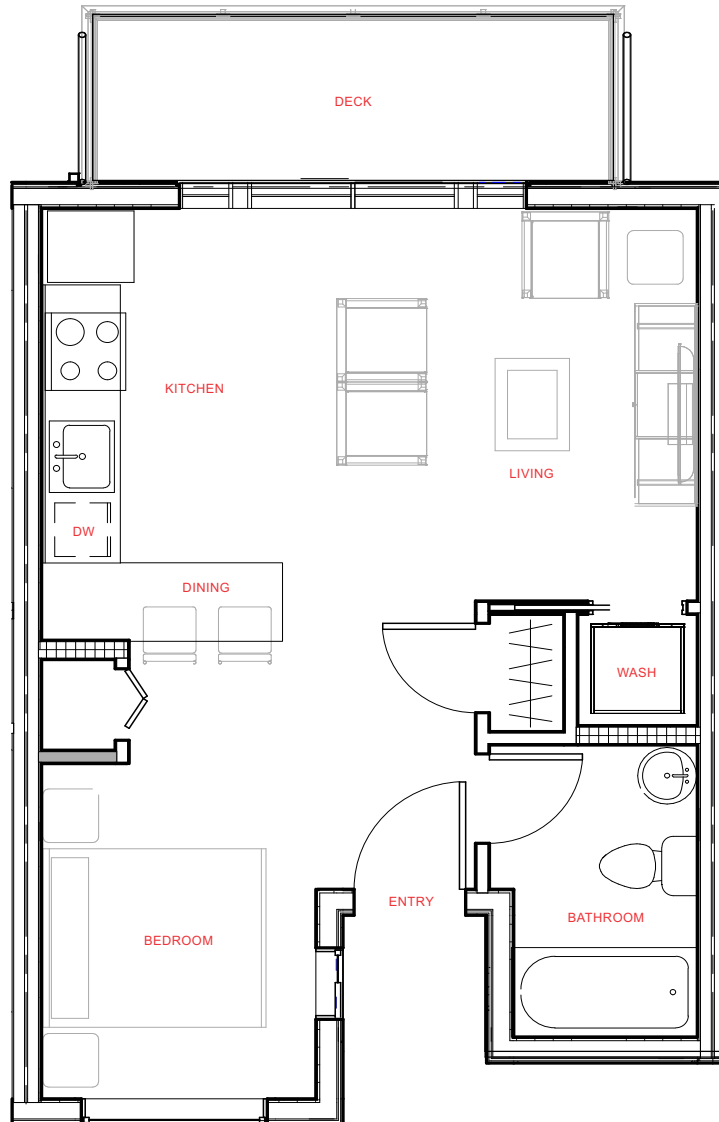 DECK
KITCHEN
LIVING
DW
DINING
WASH
ENTRY
BATHROOM
BEDROOM